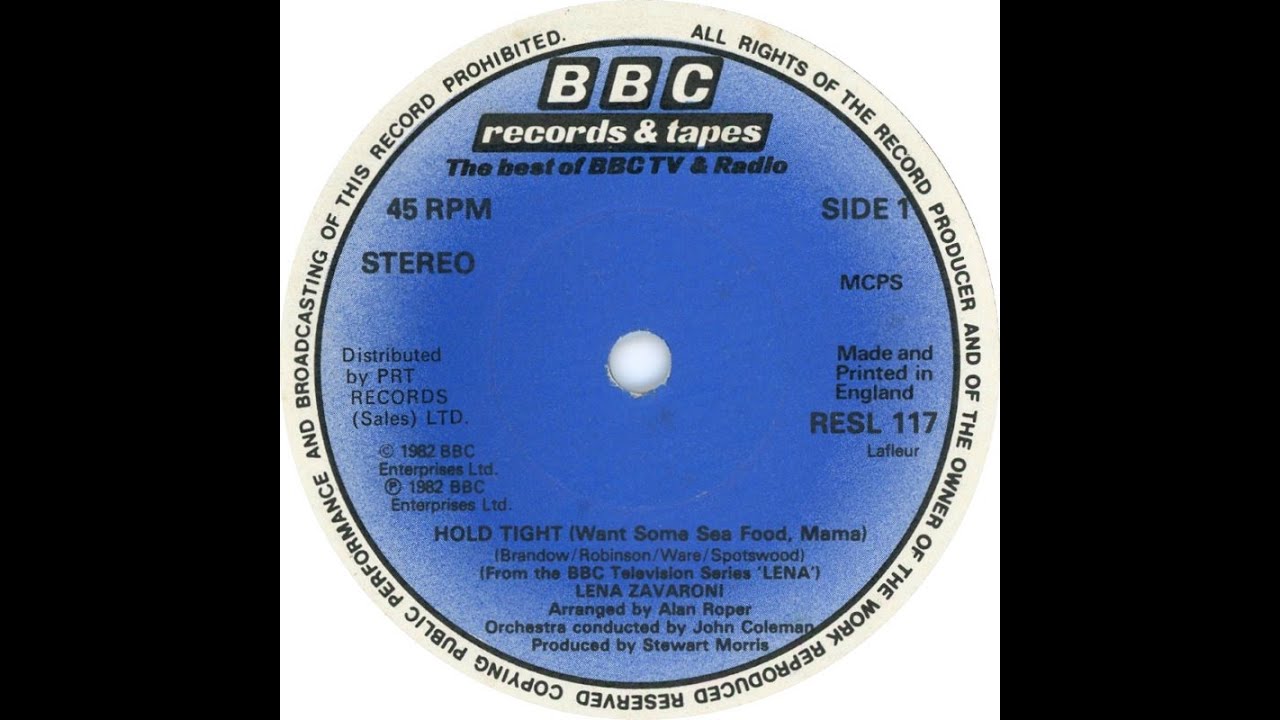 ALL RIGHTS OF THE RECORD PRODUCER AND OF THE OWNER OF THE WORK REPRODUCED RESERVED COPYING PUBLIC PERFORMANCE AND BROADCASTING OF THIS RECORD PROHIBITED.
BBC
records & tapes
The best of BBC TV & Radio
45 RPM
SIDE 1
STEREO
MCPS
Distributed
by PRT
RECORDS
(Sales) LTD.
Made and
Printed in
England
RESL 117
Lafleur
© 1982 BBC
Enterprises Ltd.
℗ 1982 BBC
Enterprises Ltd.
HOLD TIGHT (Want Some Sea Food, Mama)
(Brandow/Robinson/Ware/Spotswood)
(From the BBC Television Series 'LENA')
LENA ZAVARONI
Arranged by Alan Roper
Orchestra conducted by John Coleman
Produced by Stewart Morris